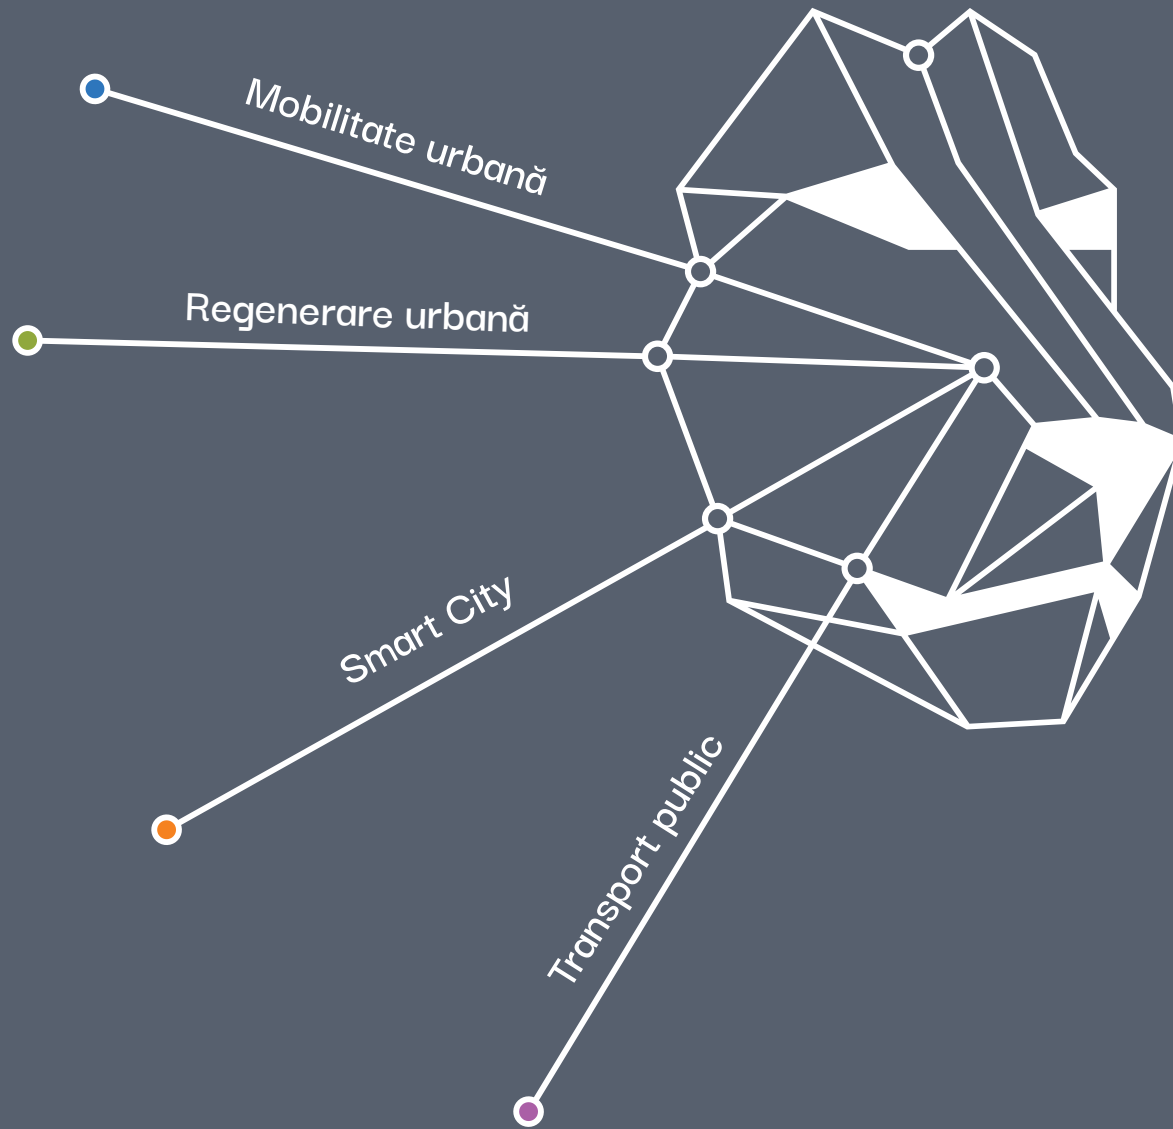 Mobilitate urbană
Regenerare urbană
Smart City
Transport public